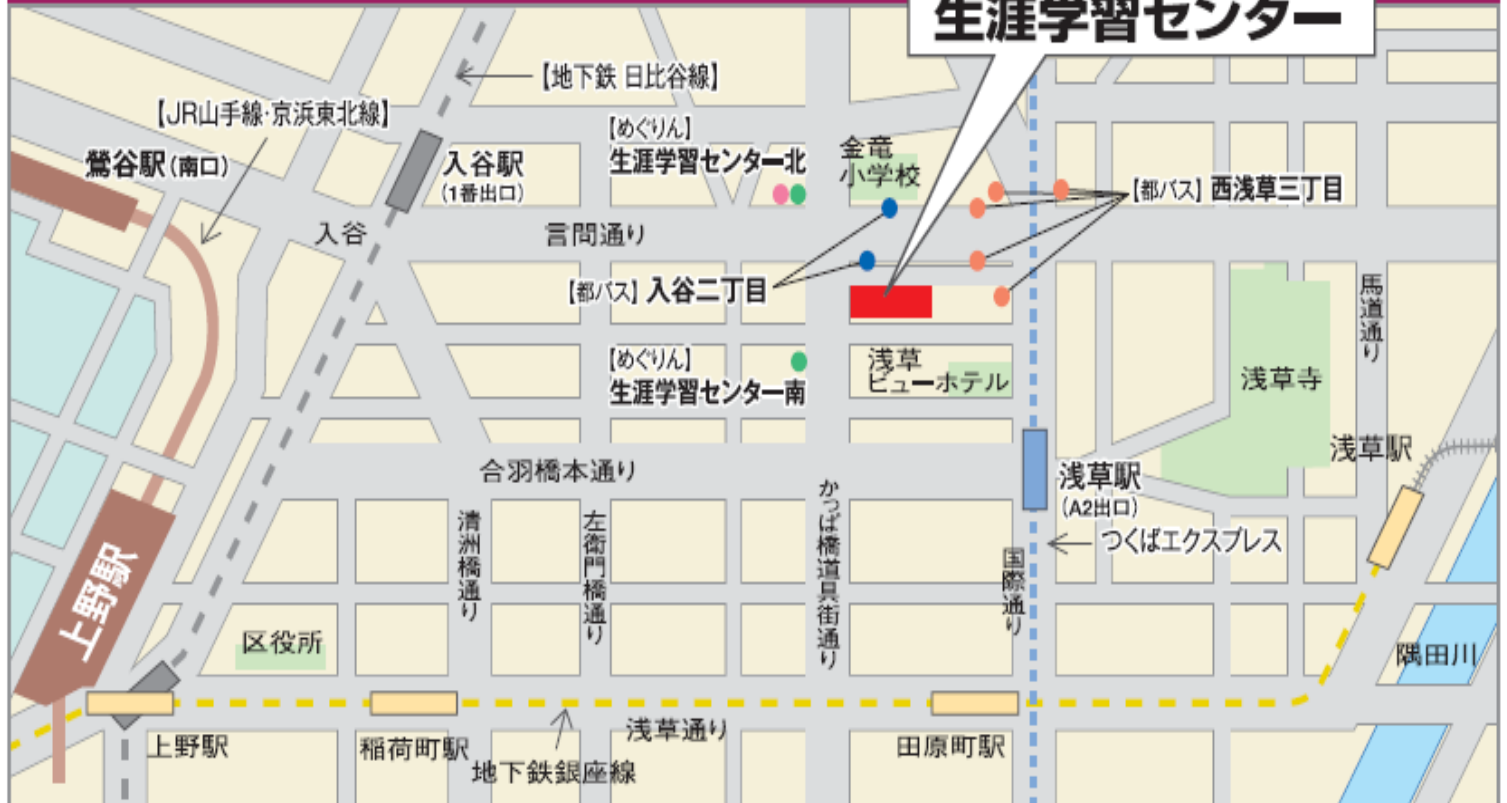 生涯学習センター
【地下鉄 日比谷線】
【JR山手線・京浜東北線】
鶯谷駅(南口)
入谷駅
(1番出口)
【めぐりん】
生涯学習センター北
金竜
小学校
【都バス】西浅草三丁目
入谷
言問通り
【都バス】入谷二丁目
馬道通り
【めぐりん】
生涯学習センター南
浅草
ビューホテル
浅草寺
浅草駅
合羽橋本通り
浅草駅
(A2出口)
かっぱ橋道具街通り
清洲橋通り
左衛門橋通り
国際通り
つくばエクスプレス
上野駅
区役所
隅田川
上野駅
稲荷町駅
浅草通り
田原町駅
地下鉄銀座線